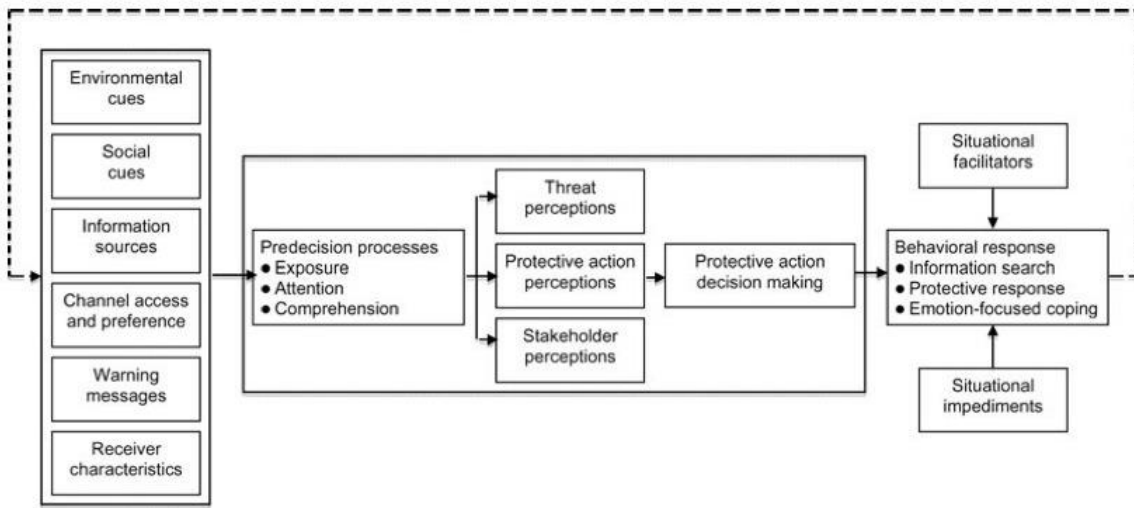 Environmental
cues
Social
cues
Information
sources
Channel access
and preference
Warning
messages
Receiver
characteristics
Predecision processes
● Exposure
● Attention
● Comprehension
Threat
perceptions
Protective action
perceptions
Stakeholder
perceptions
Protective action
decision making
Situational
facilitators
Behavioral response
● Information search
● Protective response
● Emotion-focused coping
Situational
impediments